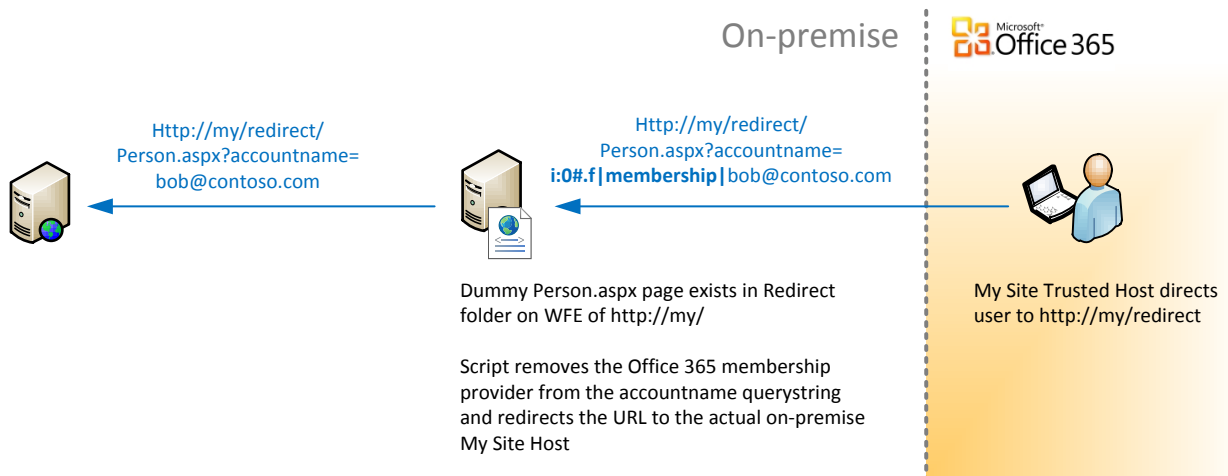 On-premise
Microsoft®
Office 365
Http://my/redirect/
Person.aspx?accountname=
bob@contoso.com
Http://my/redirect/
Person.aspx?accountname=
i:0#.f|membership|bob@contoso.com
Dummy Person.aspx page exists in Redirect
folder on WFE of http://my/
Script removes the Office 365 membership
provider from the accountname querystring
and redirects the URL to the actual on-premise
My Site Host
My Site Trusted Host directs
user to http://my/redirect